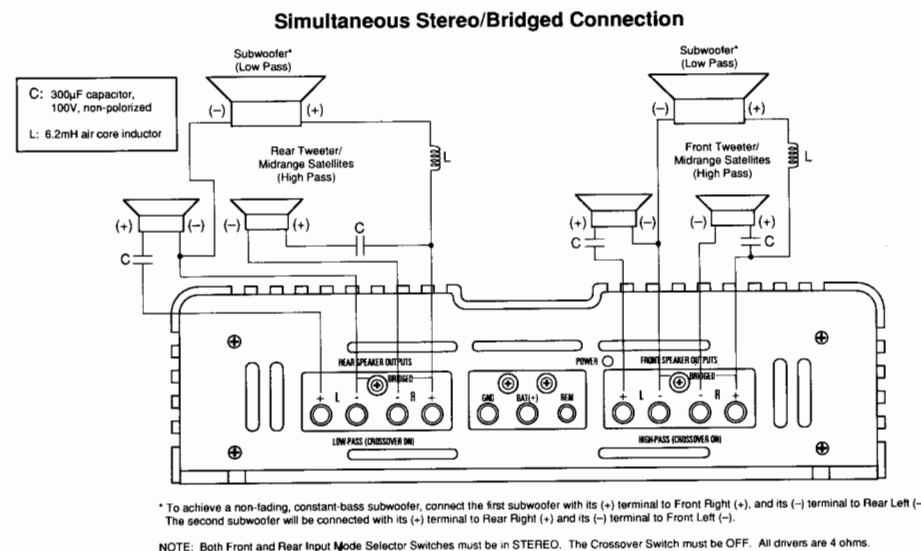 Simultaneous Stereo/Bridged Connection
C: 300µF capacitor,
100V, non-polorized
L: 6.2mH air core inductor
Subwoofer*
(Low Pass)
(–) (+)
Rear Tweeter/
Midrange Satellites
(High Pass)
L
(+) (–) (–) (+)
C
C
Subwoofer*
(Low Pass)
(–) (+)
Front Tweeter/
Midrange Satellites
(High Pass)
L
(+) (–) (–) (+)
C C
REAR SPEAKER OUTPUTS
BRIDGED
+ L - - R +
LOW-PASS (CROSSOVER ON)
GND BAT(+) REM
POWER
FRONT SPEAKER OUTPUTS
BRIDGED
+ L - - R +
HIGH-PASS (CROSSOVER ON)
* To achieve a non-fading, constant-bass subwoofer, connect the first subwoofer with its (+) terminal to Front Right (+), and its (–) terminal to Rear Left (–
The second subwoofer will be connected with its (+) terminal to Rear Right (+) and its (–) terminal to Front Left (–).
NOTE: Both Front and Rear Input Mode Selector Switches must be in STEREO. The Crossover Switch must be OFF. All drivers are 4 ohms.